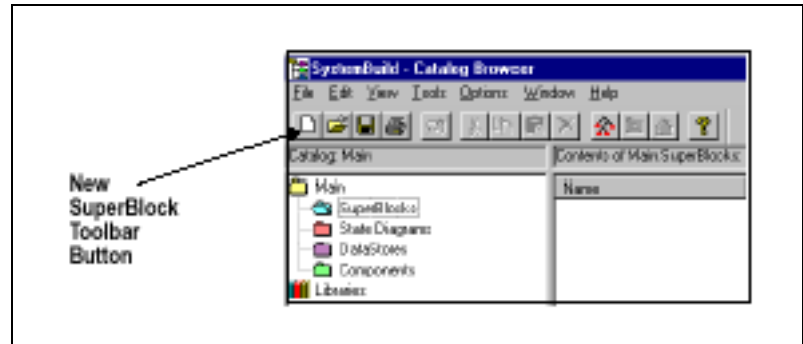 SystemBuild - Catalog Browser
File Edit View Tools Options Window Help
Catalog: Main
Contents of Main SuperBlocks:
Main
Name
SuperBlocks
State Diagrams
DataStores
Components
Libraries
New
SuperBlock
Toolbar
Button